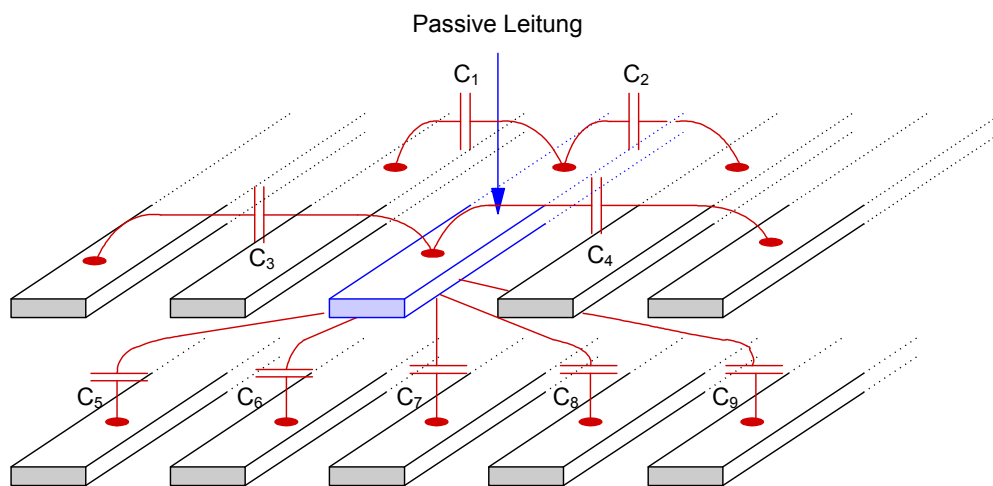 Passive Leitung
C₁ C₂
C₃ C₄
C₅ C₆ C₇ C₈ C₉